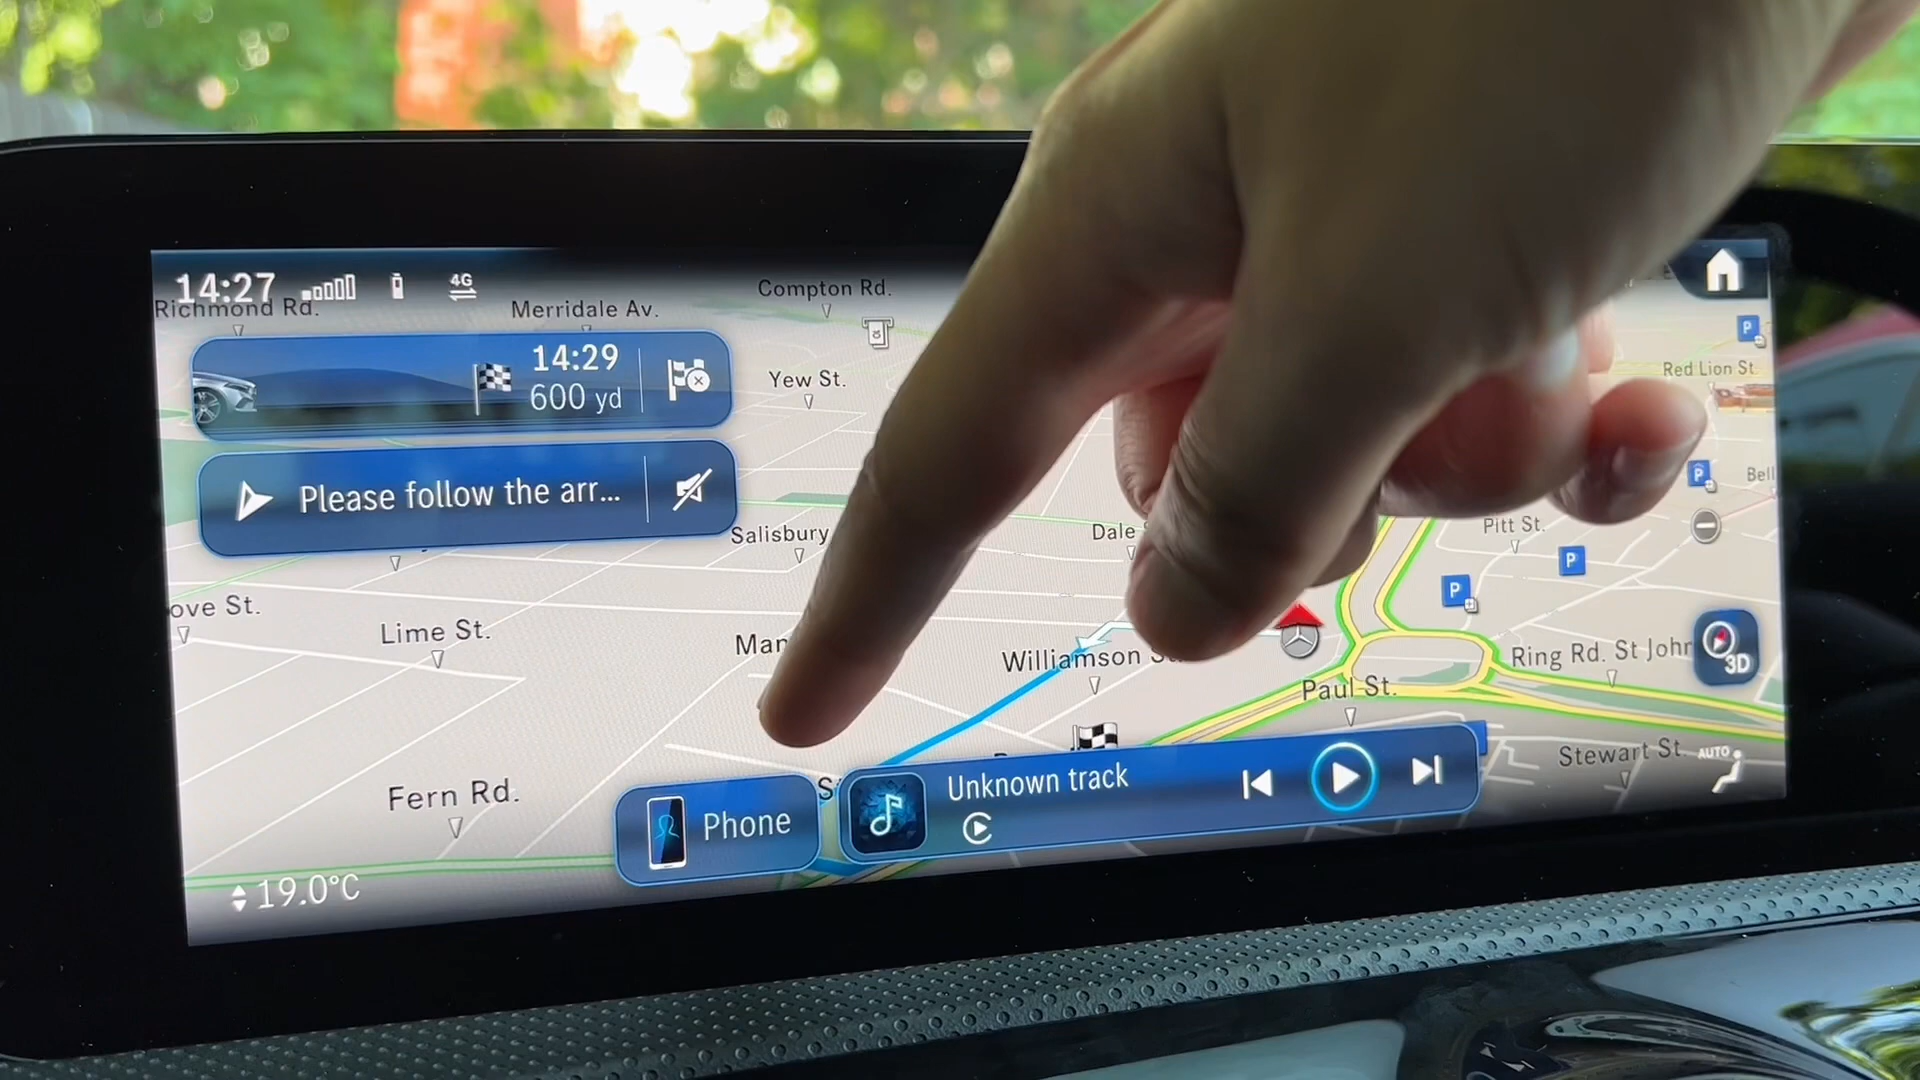 14:27
4G
Compton Rd.
Richmond Rd.
Merridale Av.
14:29
600 yd
Yew St.
Red Lion St.
P
Please follow the arr...
P
Bell
Salisbury
Dale
Pitt St.
P
P
ove St.
Lime St.
Man
Williamson
Ring Rd. St Johr
3D
Paul St.
Stewart St.
AUTO
Fern Rd.
Phone
Unknown track
19.0°C